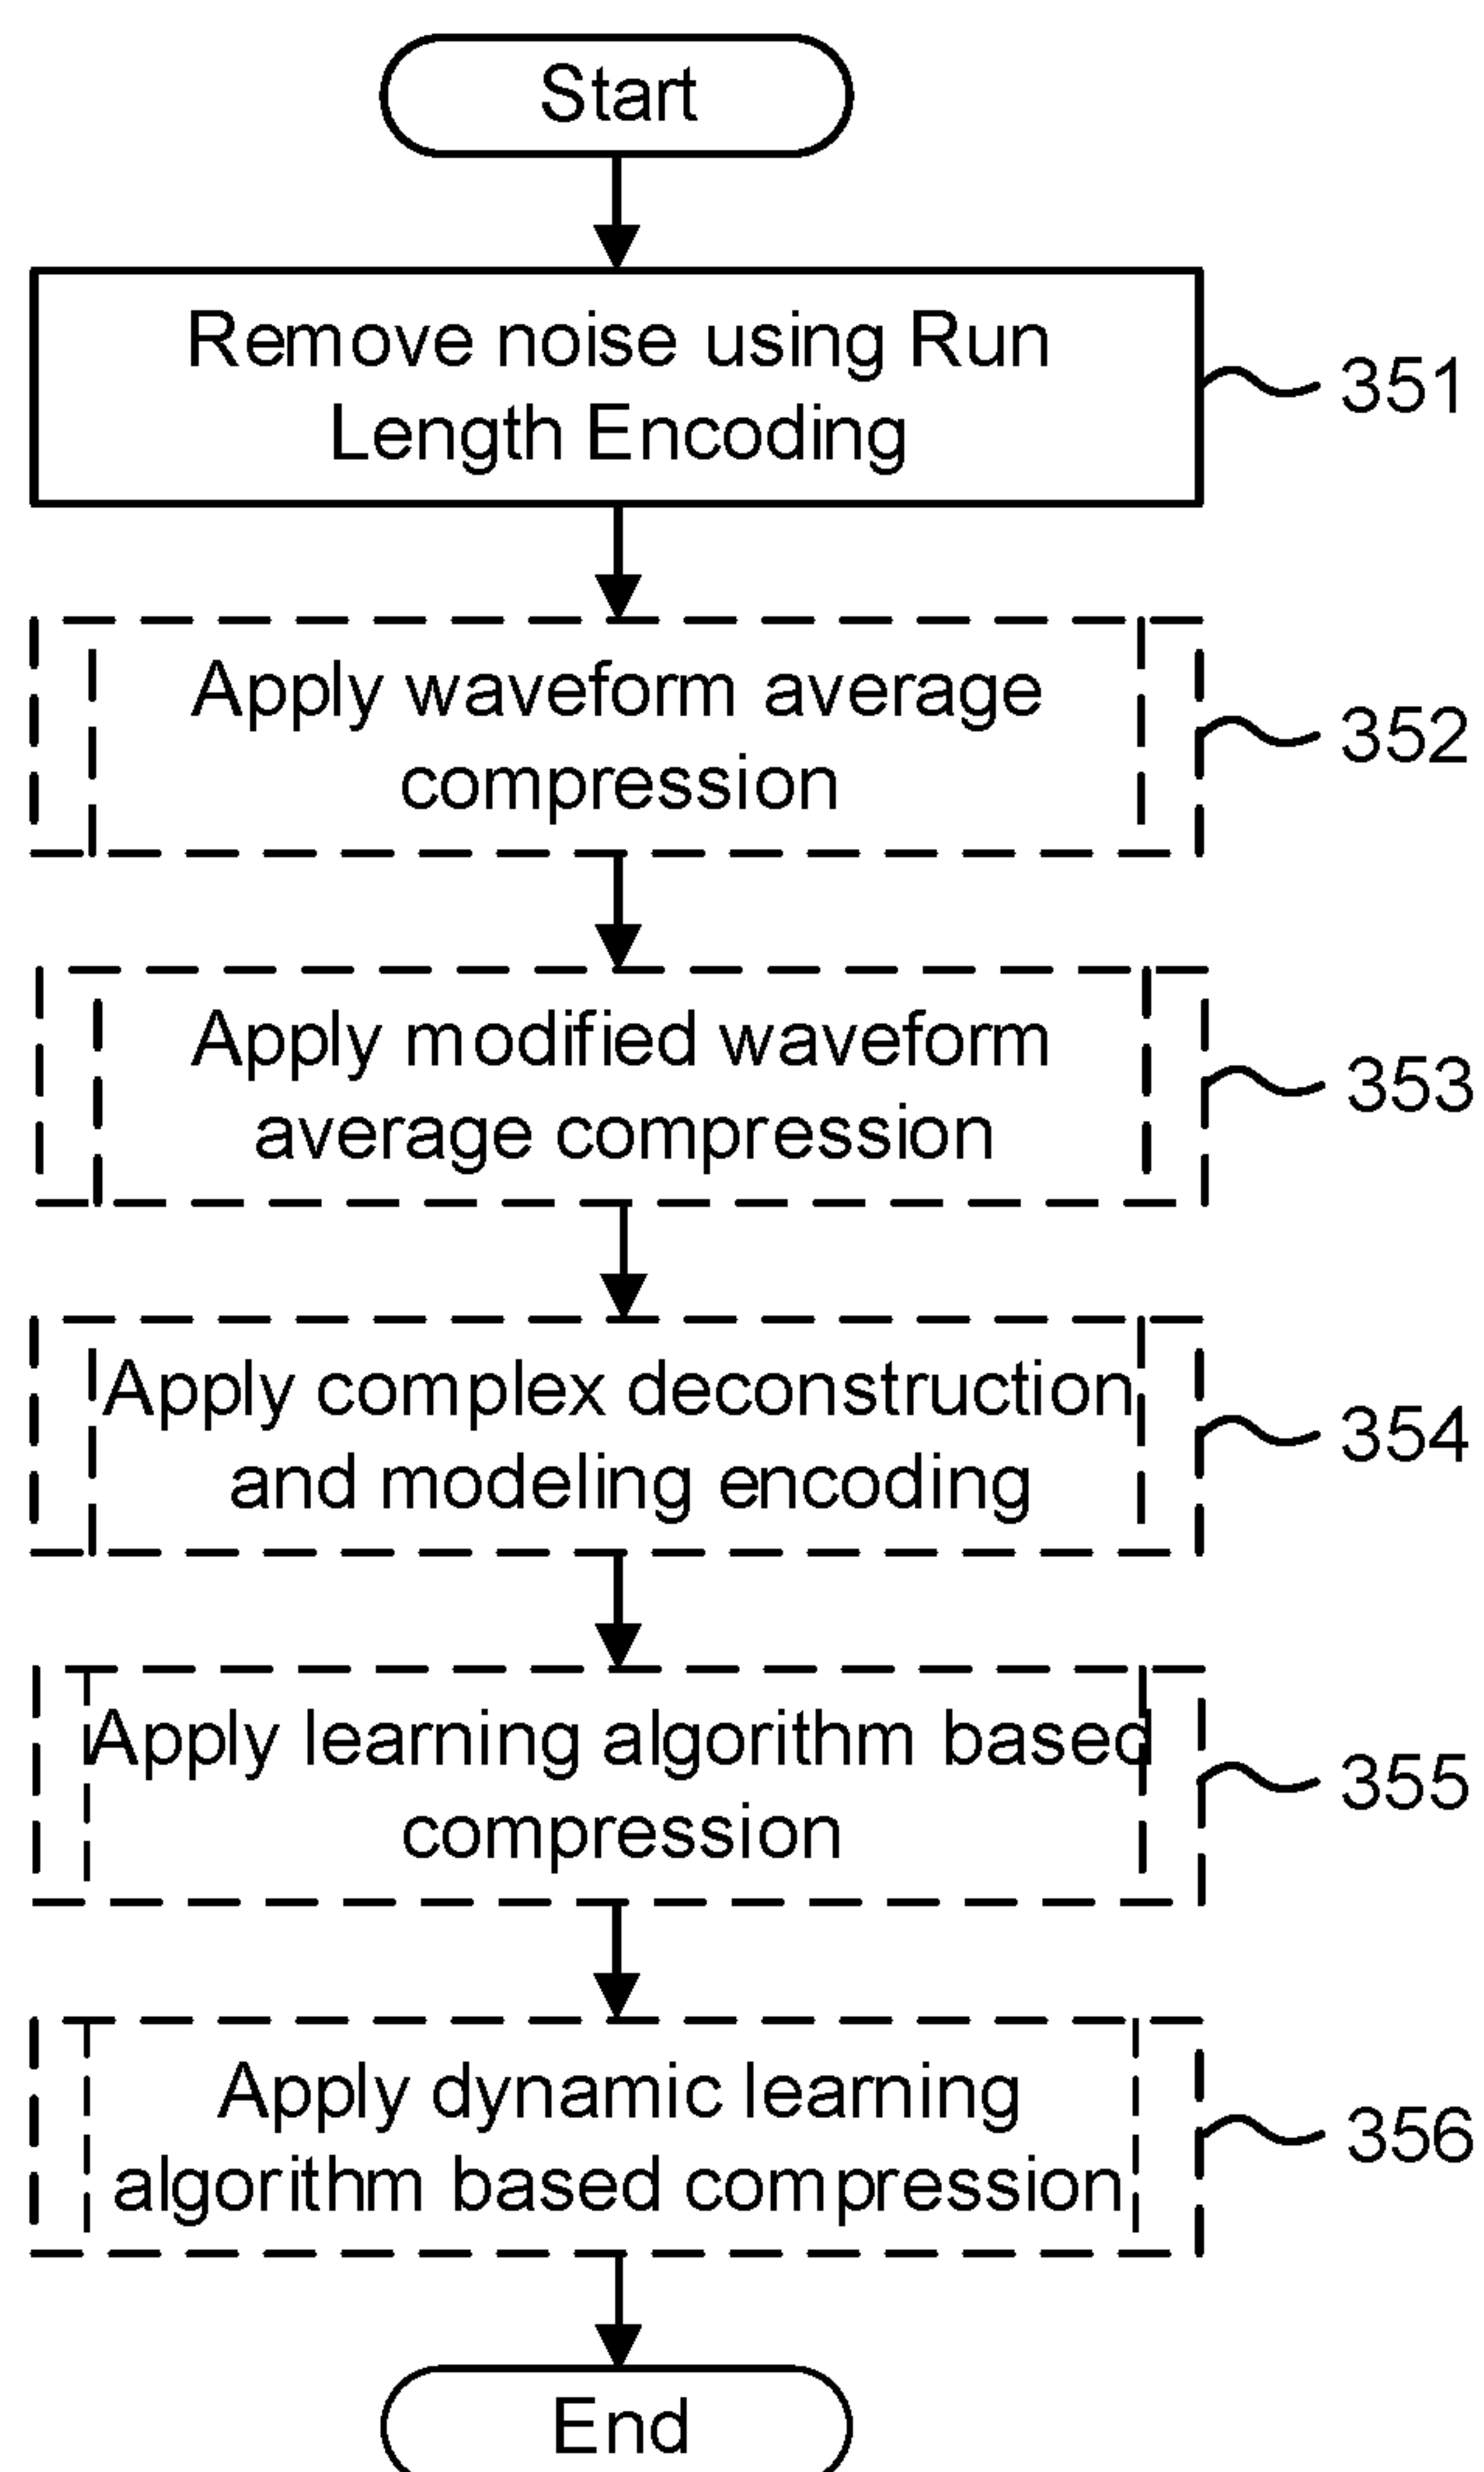 Start
Remove noise using Run
Length Encoding
351
Apply waveform average
compression
352
Apply modified waveform
average compression
353
Apply complex deconstruction
and modeling encoding
354
Apply learning algorithm based
compression
355
Apply dynamic learning
algorithm based compression
356
End